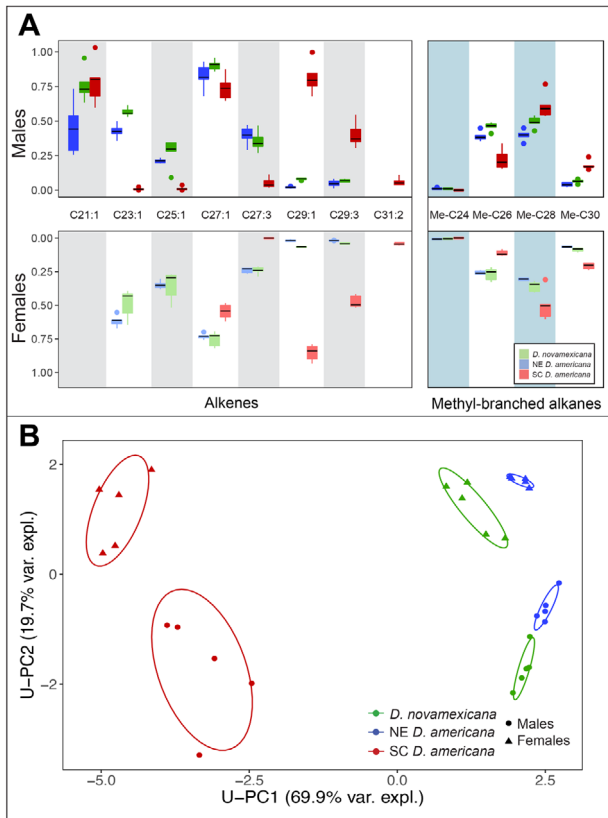 A
Males
1.00
0.75
0.50
0.25
0.00
C21:1 C23:1 C25:1 C27:1 C27:3 C29:1 C29:3 C31:2 Me-C24 Me-C26 Me-C28 Me-C30
Females
0.00
0.25
0.50
0.75
1.00
D. novamexicana
NE D. americana
SC D. americana
Alkenes
Methyl-branched alkanes
B
U-PC2 (19.7% var. expl.)
2
0
-2
D. novamexicana
NE D. americana
SC D. americana
Males
Females
-5.0 -2.5 0.0 2.5
U-PC1 (69.9% var. expl.)